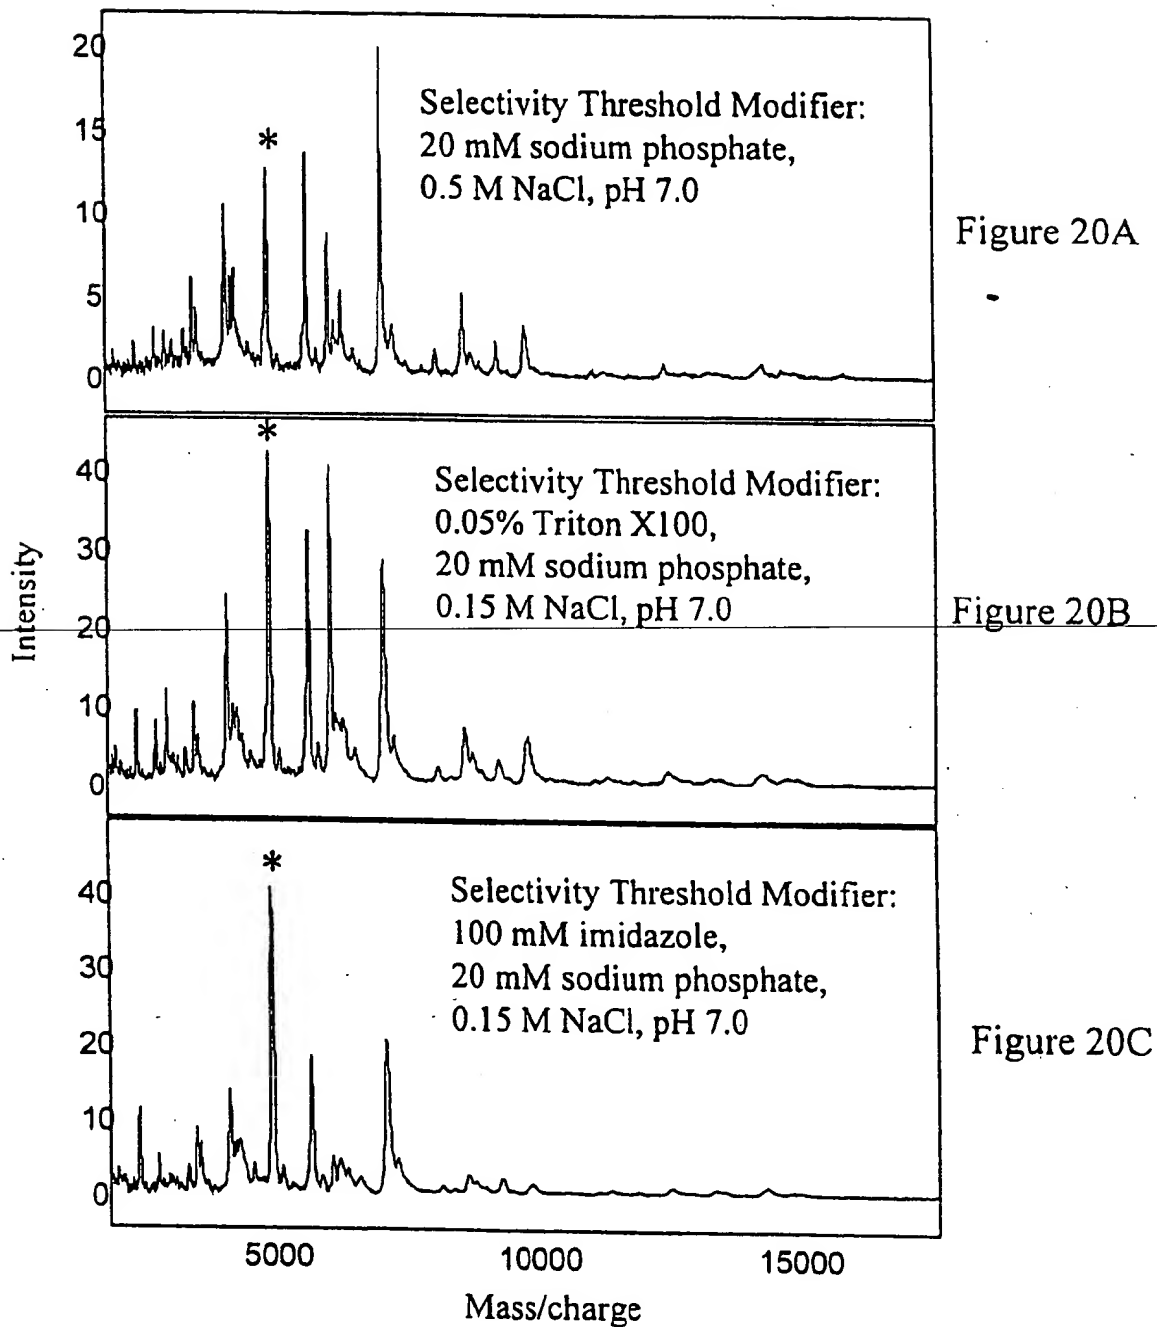 20
15
10
5
0
*
Selectivity Threshold Modifier:
20 mM sodium phosphate,
0.5 M NaCl, pH 7.0
Figure 20A
Intensity
40
30
20
10
0
*
Selectivity Threshold Modifier:
0.05% Triton X100,
20 mM sodium phosphate,
0.15 M NaCl, pH 7.0
Figure 20B
40
30
20
10
0
*
Selectivity Threshold Modifier:
100 mM imidazole,
20 mM sodium phosphate,
0.15 M NaCl, pH 7.0
Figure 20C
5000 10000 15000
Mass/charge